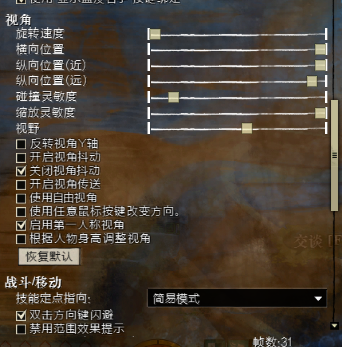 视角
旋转速度
横向位置
纵向位置(近)
纵向位置(远)
碰撞灵敏度
缩放灵敏度
视野
反转视角Y轴
开启视角抖动
关闭视角抖动
开启视角传送
使用自由视角
使用任意鼠标按键改变方向。
启用第一人称视角
根据人物身高调整视角
恢复默认
战斗/移动
技能定点指向:
简易模式
双击方向键闪避
禁用范围效果提示
帧数:31